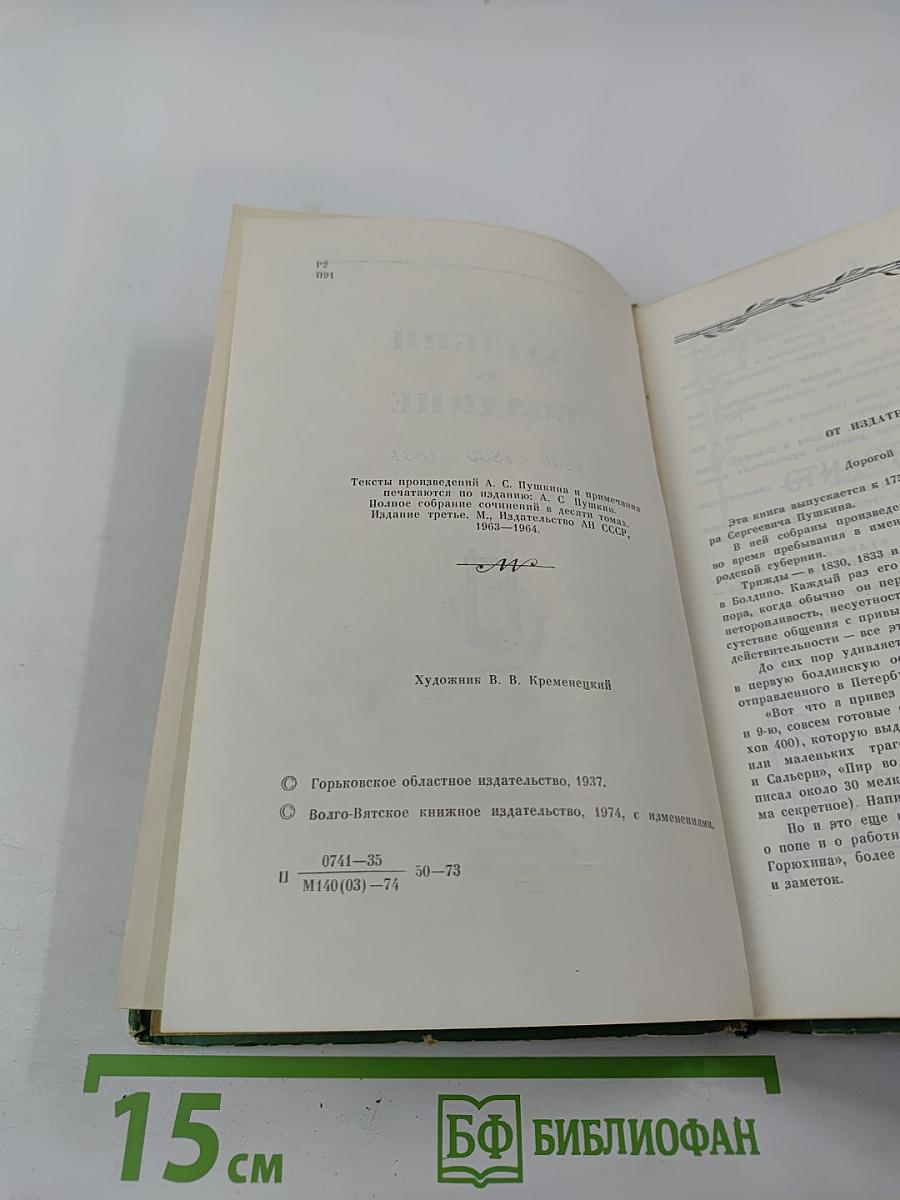 Р2
П91
Тексты произведений А. С. Пушкина и примечания
печатаются по изданию: А. С. Пушкин.
Полное собрание сочинений в десяти томах.
Издание третье. М., Издательство АН СССР,
1963—1964.
Художник В. В. Кременецкий
© Горьковское областное издательство, 1937.
© Волго-Вятское книжное издательство, 1974, с изменениями.
П 0741—35 50—73
М140(03)—74
ОТ ИЗДАТЕ
Дорогой
Эта книга выпускается к 175
ра Сергеевича Пушкина.
В ней собраны произведе
во время пребывания в имен
родской губернии.
Трижды — в 1830, 1833 и
в Болдино. Каждый раз его
пора, когда обычно он пер
неторопливость, несуетност
сутствие общения с привы
действительности — все эт
До сих пор удивляет
в первую болдинскую ос
отправленного в Петербу
«Вот что я привез
и 9-ю, совсем готовые
хов 400), которую выд
или маленьких траг
и Сальери», «Пир во
писал около 30 мелк
ма секретное). Напи
Но и это еще н
о попе и о работн
Горюхина», более
и заметок.
15 см
БФ БИБЛИОФАН